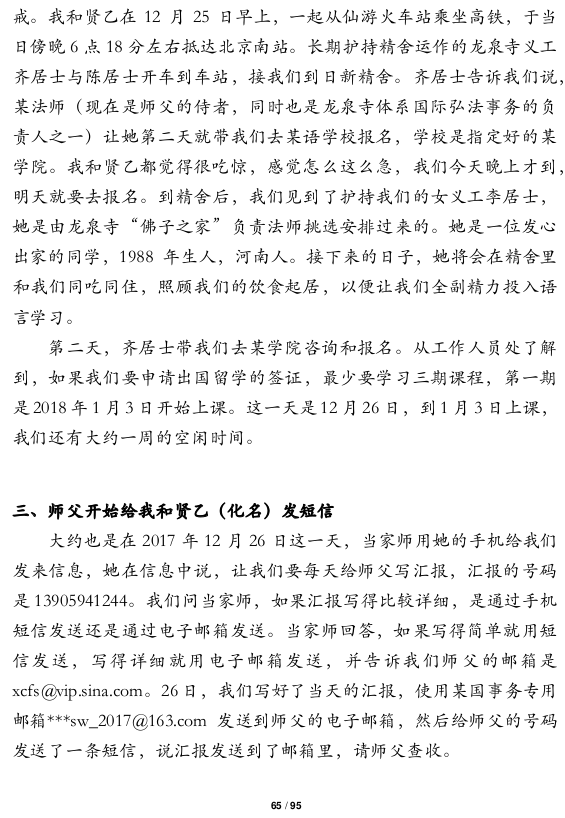 戒。我和贤乙在 12 月 25 日早上，一起从仙游火车站乘坐高铁，于当
日傍晚 6 点 18 分左右抵达北京南站。长期护持精舍运作的龙泉寺义工
齐居士与陈居士开车到车站，接我们到日新精舍。齐居士告诉我们说，
某法师（现在是师父的侍者，同时也是龙泉寺体系国际弘法事务的负
责人之一）让她第二天就带我们去某语学校报名，学校是指定好的某
学院。我和贤乙都觉得很吃惊，感觉怎么这么急，我们今天晚上才到，
明天就要去报名。到精舍后，我们见到了护持我们的女义工李居士，
她是由龙泉寺“佛子之家”负责法师挑选安排过来的。她是一位发心
出家的同学，1988 年生人，河南人。接下来的日子，她将会在精舍里
和我们同吃同住，照顾我们的饮食起居，以便让我们全副精力投入语
言学习。
第二天，齐居士带我们去某学院咨询和报名。从工作人员处了解
到，如果我们要申请出国留学的签证，最少要学习三期课程，第一期
是 2018 年 1 月 3 日开始上课。这一天是 12 月 26 日，到 1 月 3 日上课，
我们还有大约一周的空闲时间。
三、师父开始给我和贤乙（化名）发短信
大约也是在 2017 年 12 月 26 日这一天，当家师用她的手机给我们
发来信息，她在信息中说，让我们要每天给师父写汇报，汇报的号码
是 13905941244。我们问当家师，如果汇报写得比较详细，是通过手机
短信发送还是通过电子邮箱发送。当家师回答，如果写得简单就用短
信发送，写得详细就用电子邮箱发送，并告诉我们师父的邮箱是
xcfs@vip.sina.com。26 日，我们写好了当天的汇报，使用某国事务专用
邮箱***sw_2017@163.com 发送到师父的电子邮箱，然后给师父的号码
发送了一条短信，说汇报发送到了邮箱里，请师父查收。
65 / 95